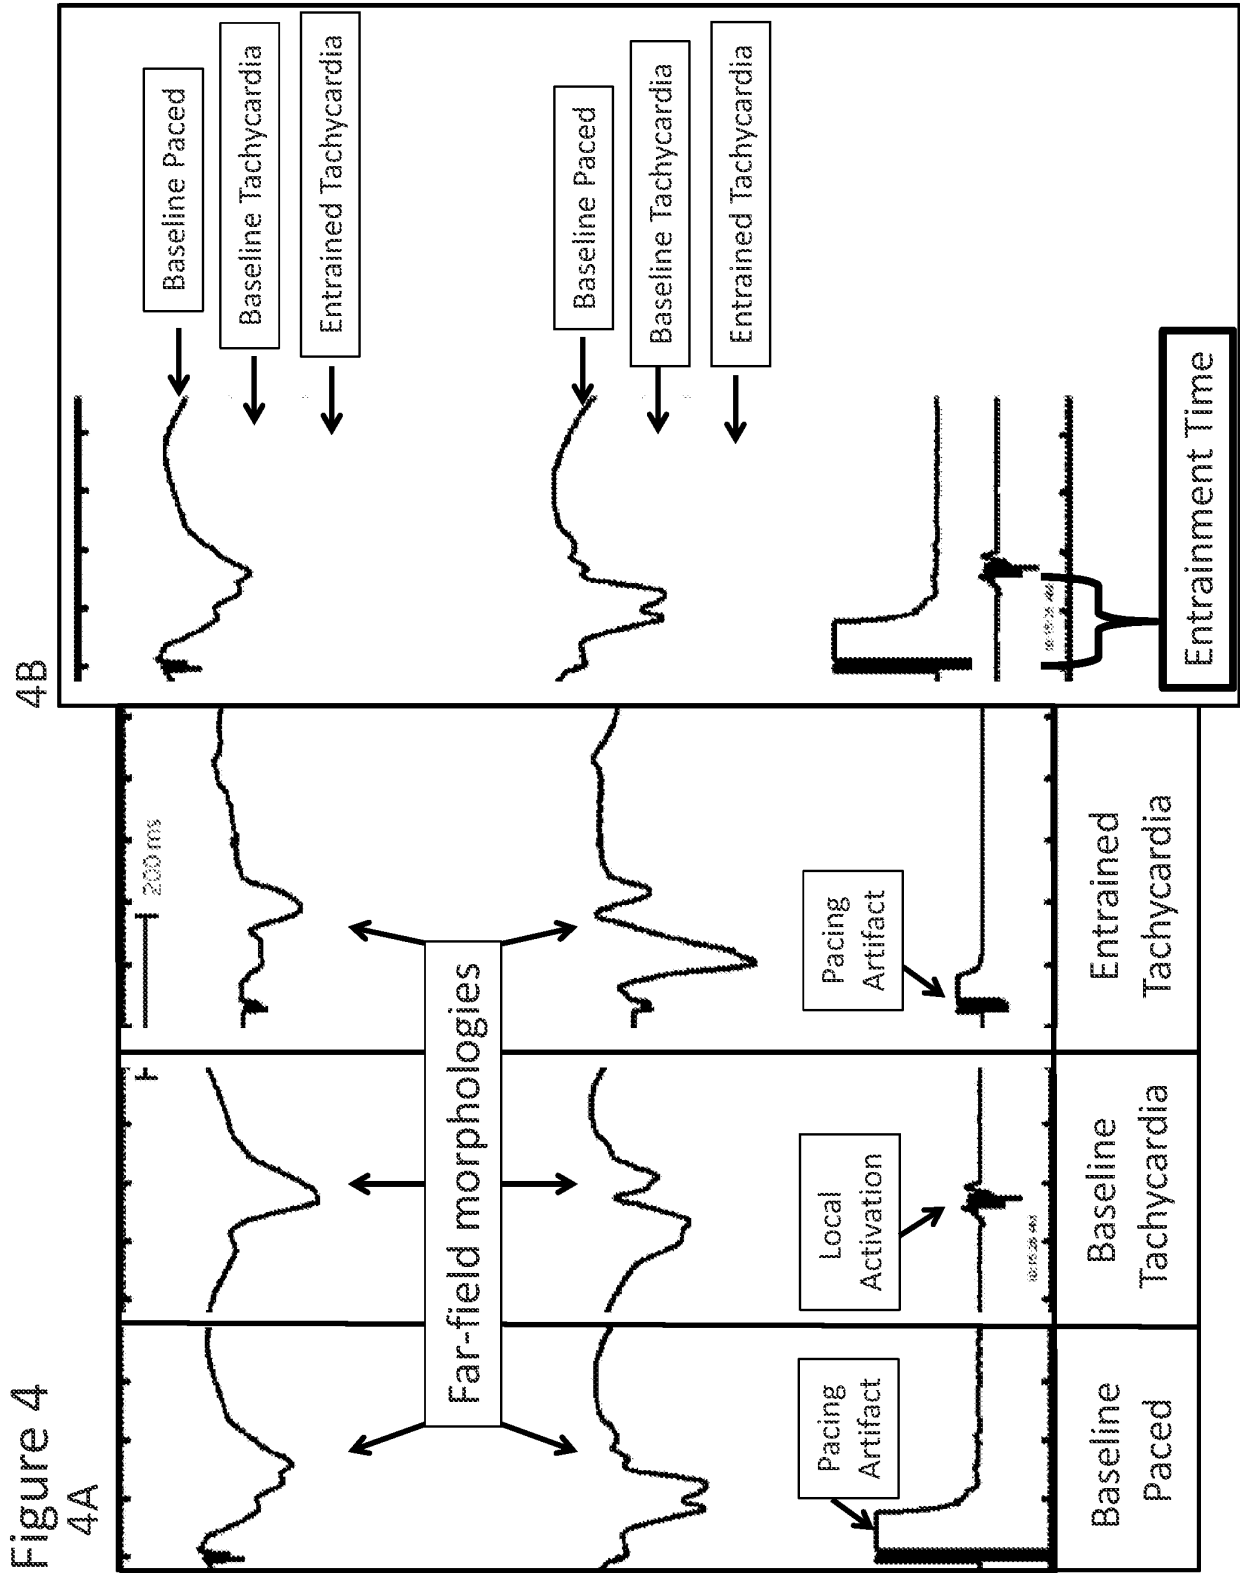 Figure 4
4A
200 ms
Far-field morphologies
Pacing
Artifact
Local
Activation
Pacing
Artifact
Baseline
Paced
Baseline
Tachycardia
Entrained
Tachycardia
4B
Baseline Paced
Baseline Tachycardia
Entrained Tachycardia
Baseline Paced
Baseline Tachycardia
Entrained Tachycardia
Entrainment Time